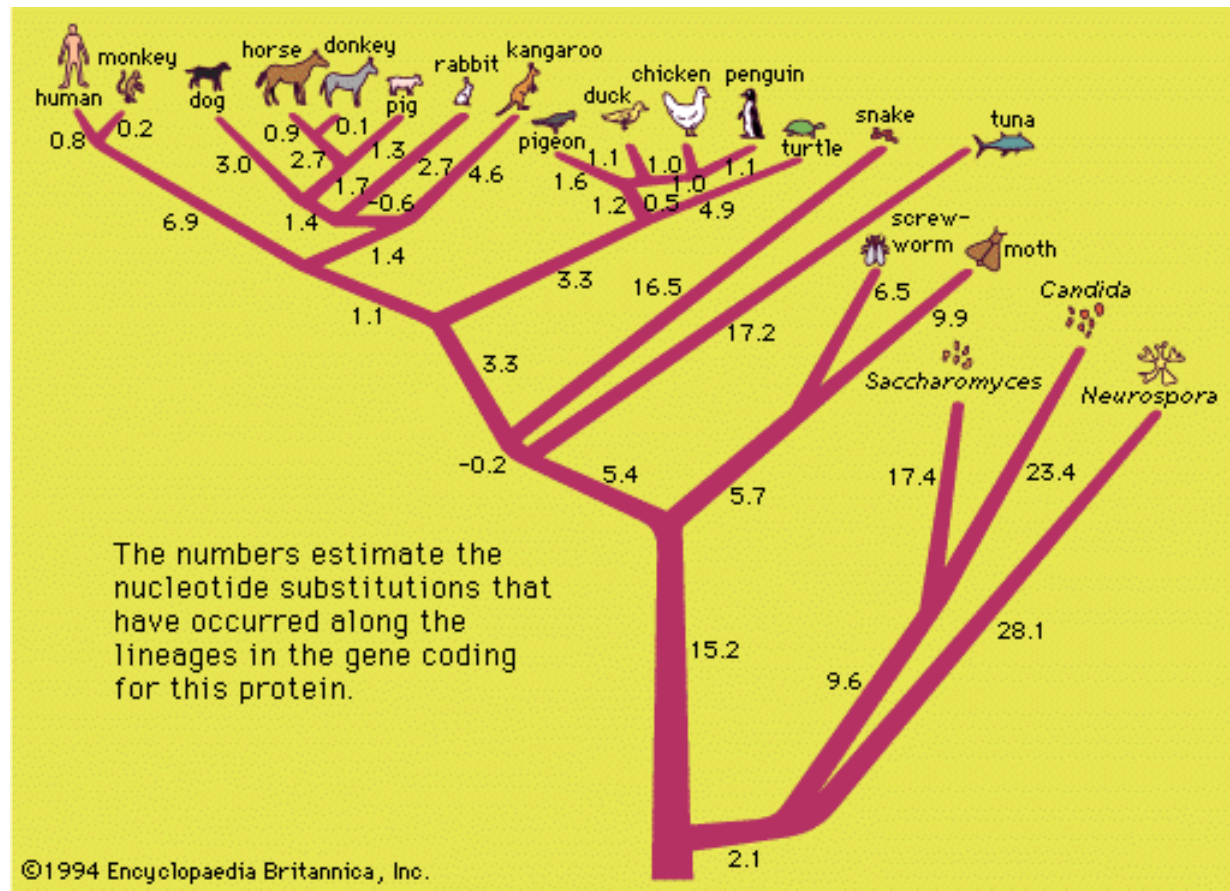 monkey
horse
donkey
rabbit
kangaroo
human
dog
pig
duck
chicken
penguin
snake
tuna
pigeon
turtle
0.8
0.2
0.9
0.1
3.0
2.7
1.3
1.7
2.7
-0.6
4.6
1.4
1.4
6.9
1.1
1.6
1.1
1.0
1.1
1.0
1.2
0.5
4.9
3.3
16.5
17.2
3.3
-0.2
5.4
screw-
worm
moth
6.5
9.9
5.7
Candida
Saccharomyces
Neurospora
17.4
23.4
28.1
9.6
15.2
2.1
The numbers estimate the
nucleotide substitutions that
have occurred along the
lineages in the gene coding
for this protein.
©1994 Encyclopaedia Britannica, Inc.